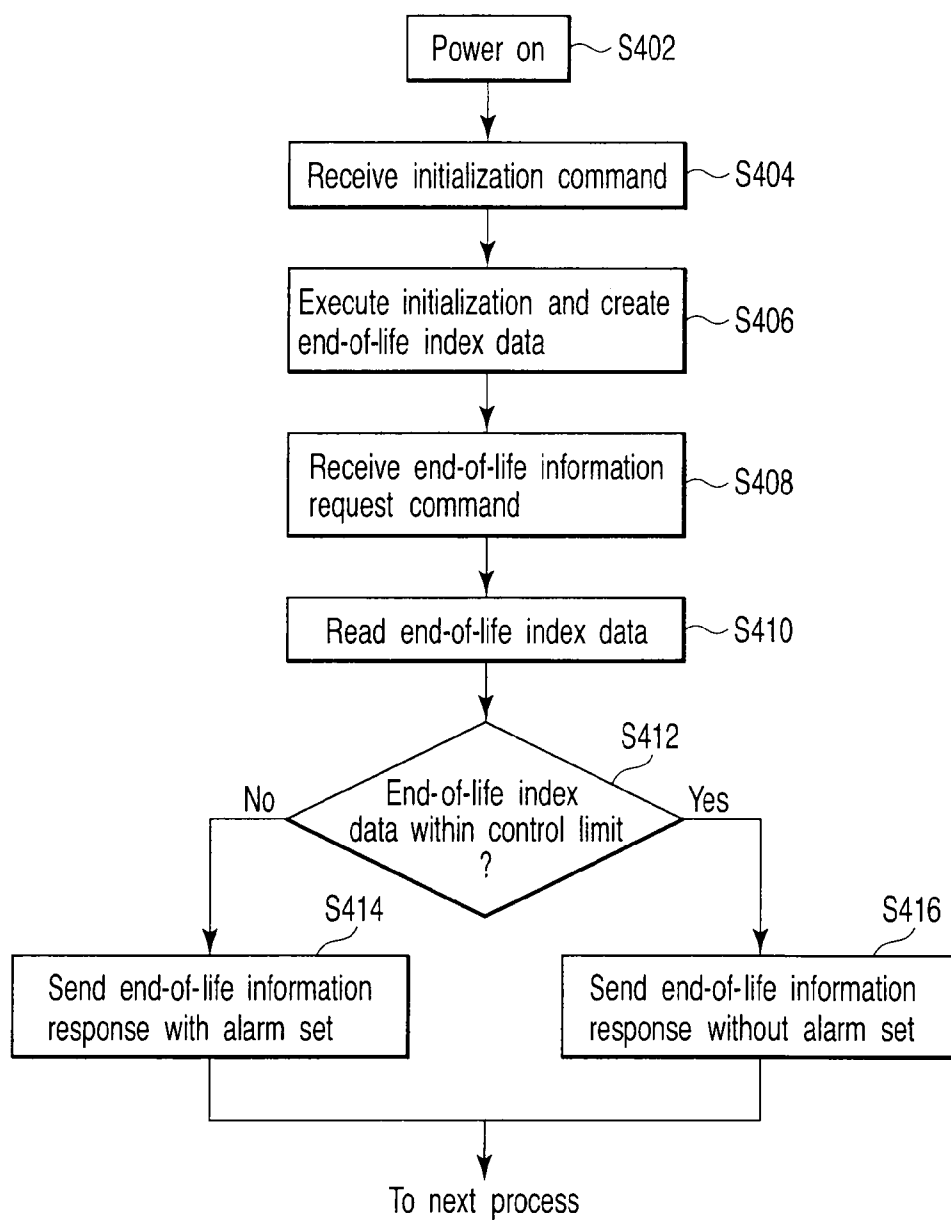 Power on
S402
Receive initialization command
S404
Execute initialization and create
end-of-life index data
S406
Receive end-of-life information
request command
S408
Read end-of-life index data
S410
S412
End-of-life index
data within control limit
?
No
Yes
S414
Send end-of-life information
response with alarm set
S416
Send end-of-life information
response without alarm set
To next process